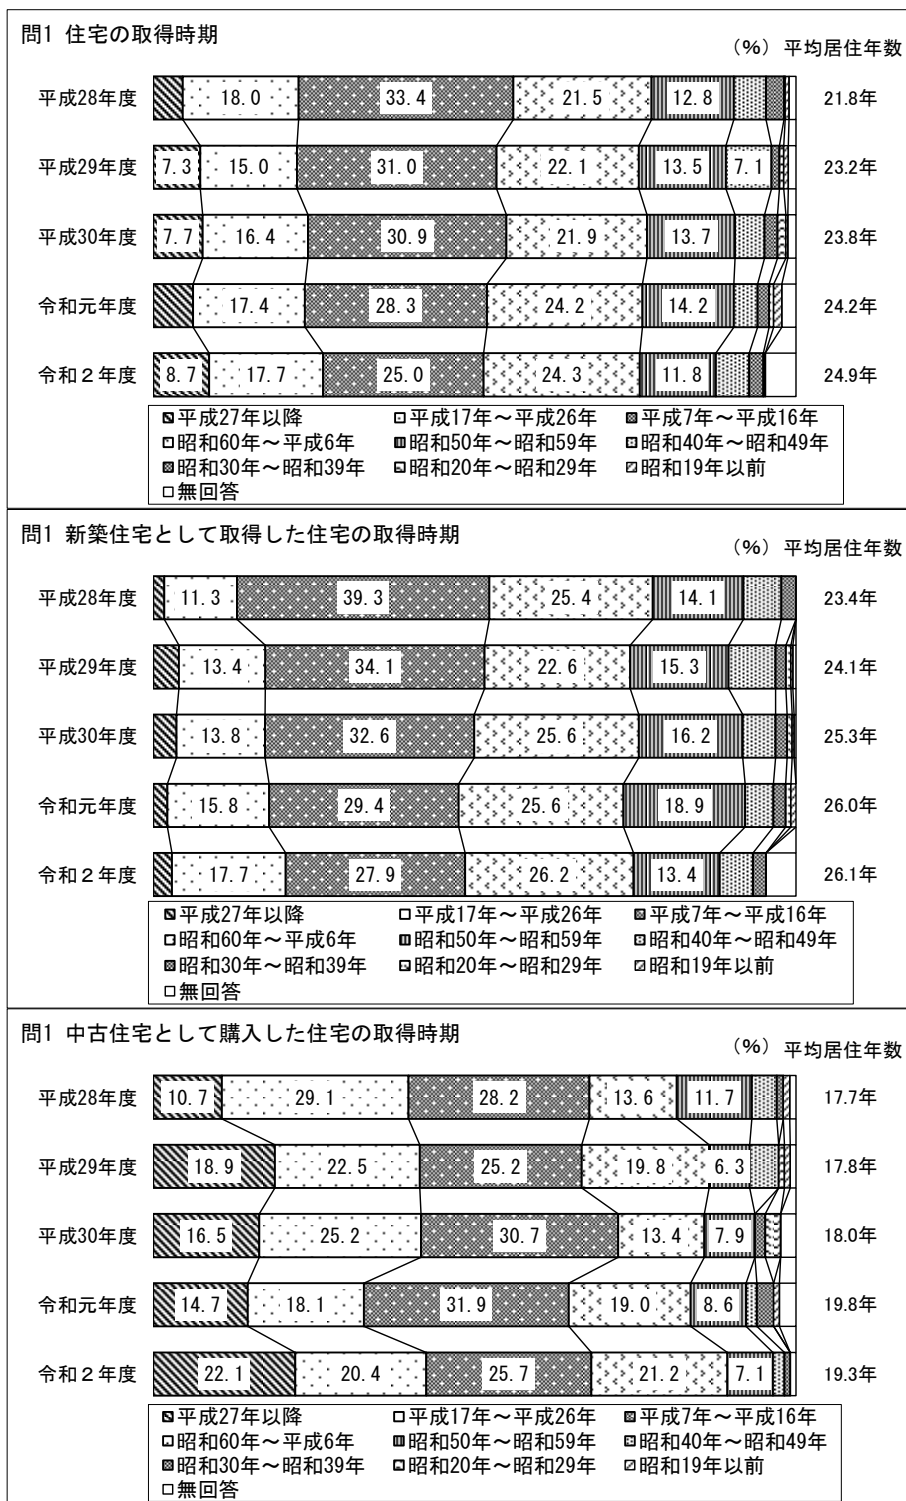 問1 住宅の取得時期
（%）平均居住年数
平成28年度 18.0 33.4 21.5 12.8 21.8年
平成29年度 7.3 15.0 31.0 22.1 13.5 7.1 23.2年
平成30年度 7.7 16.4 30.9 21.9 13.7 23.8年
令和元年度 17.4 28.3 24.2 14.2 24.2年
令和２年度 8.7 17.7 25.0 24.3 11.8 24.9年
平成27年以降 平成17年～平成26年 平成7年～平成16年
昭和60年～平成6年 昭和50年～昭和59年 昭和40年～昭和49年
昭和30年～昭和39年 昭和20年～昭和29年 昭和19年以前
無回答
問1 新築住宅として取得した住宅の取得時期
（%）平均居住年数
平成28年度 11.3 39.3 25.4 14.1 23.4年
平成29年度 13.4 34.1 22.6 15.3 24.1年
平成30年度 13.8 32.6 25.6 16.2 25.3年
令和元年度 15.8 29.4 25.6 18.9 26.0年
令和２年度 17.7 27.9 26.2 13.4 26.1年
平成27年以降 平成17年～平成26年 平成7年～平成16年
昭和60年～平成6年 昭和50年～昭和59年 昭和40年～昭和49年
昭和30年～昭和39年 昭和20年～昭和29年 昭和19年以前
無回答
問1 中古住宅として購入した住宅の取得時期
（%）平均居住年数
平成28年度 10.7 29.1 28.2 13.6 11.7 17.7年
平成29年度 18.9 22.5 25.2 19.8 6.3 17.8年
平成30年度 16.5 25.2 30.7 13.4 7.9 18.0年
令和元年度 14.7 18.1 31.9 19.0 8.6 19.8年
令和２年度 22.1 20.4 25.7 21.2 7.1 19.3年
平成27年以降 平成17年～平成26年 平成7年～平成16年
昭和60年～平成6年 昭和50年～昭和59年 昭和40年～昭和49年
昭和30年～昭和39年 昭和20年～昭和29年 昭和19年以前
無回答